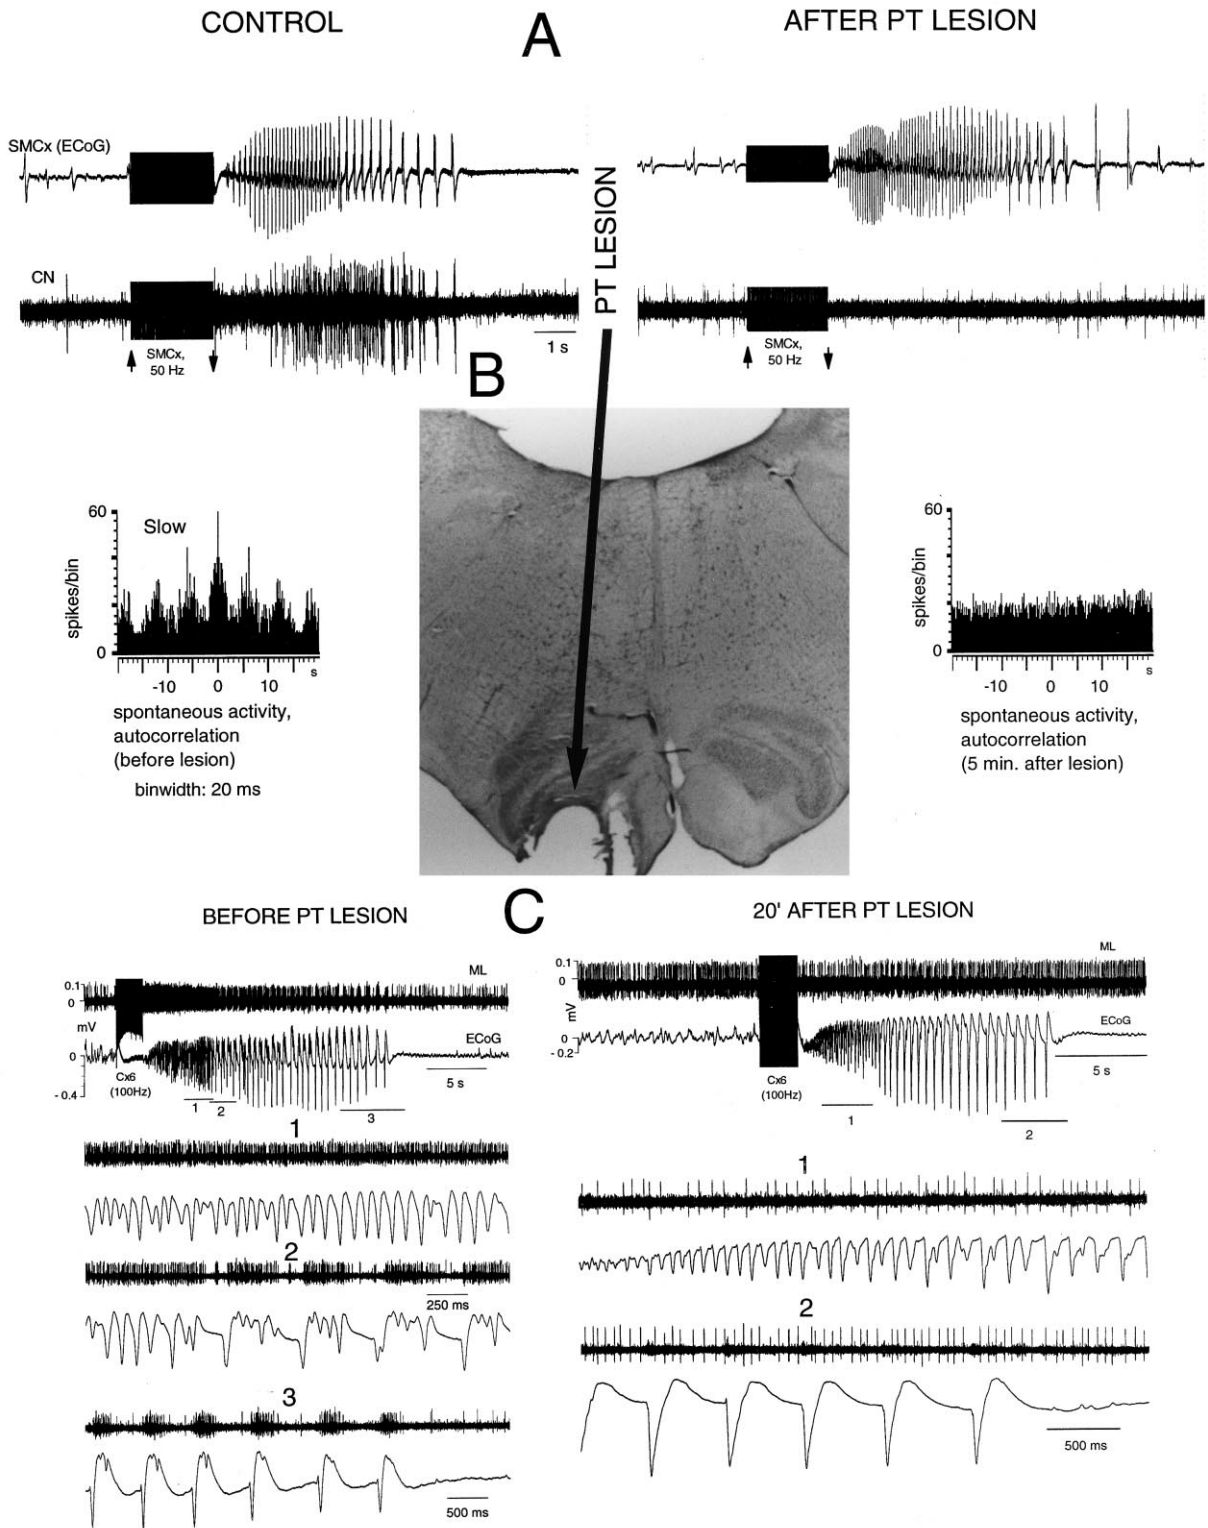 CONTROL
A
AFTER PT LESION
SMCx (ECoG)
CN
PT LESION
1 s
SMCx,
50 Hz
SMCx,
50 Hz
B
60
Slow
spikes/bin
0
-10 0 10
s
spontaneous activity,
autocorrelation
(before lesion)
binwidth: 20 ms
60
spikes/bin
0
-10 0 10
s
spontaneous activity,
autocorrelation
(5 min. after lesion)
C
BEFORE PT LESION
0.1
0
mV
0
- 0.4
ML
ECoG
Cx6
(100Hz)
5 s
1
2
3
1
2
250 ms
3
500 ms
20' AFTER PT LESION
0.1
0
mV
0
- 0.2
ML
ECoG
Cx6
(100Hz)
5 s
1
2
1
2
500 ms